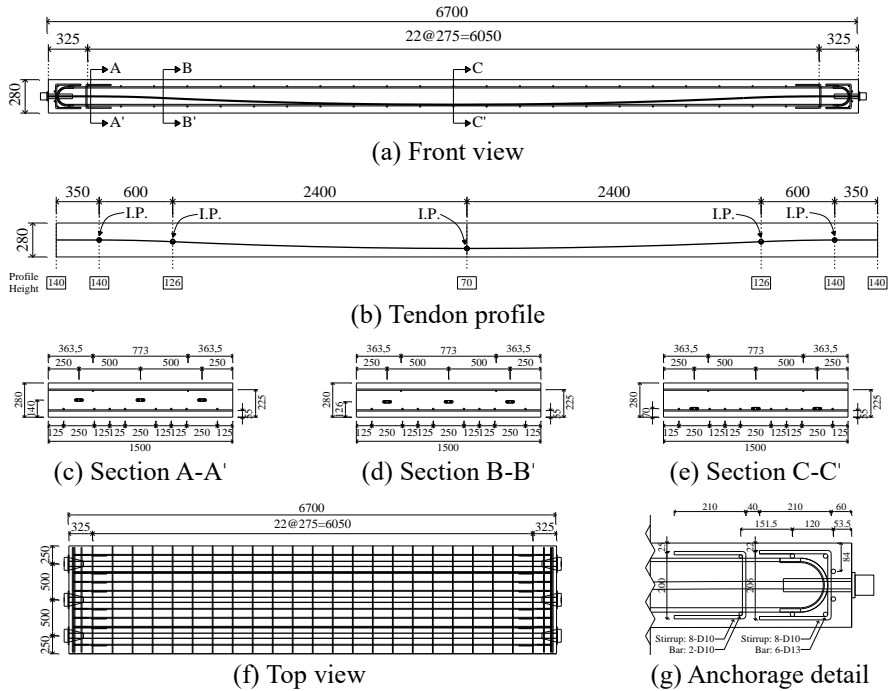 6700
325 22@275=6050 325
A B C
280
A' B' C'
(a) Front view
350 600 2400 2400 600 350
I.P. I.P. I.P. I.P. I.P.
280
Profile Height 140 140 126 70 126 140 140
(b) Tendon profile
363,5 773 363,5
250 500 500 250
280 140 55 225
125 250 125 125 250 125 125 250 125
1500
(c) Section A-A'
363,5 773 363,5
250 500 500 250
280 126 55 225
125 250 125 125 250 125 125 250 125
1500
(d) Section B-B'
363,5 773 363,5
250 500 500 250
280 70 55 225
125 250 125 125 250 125 125 250 125
1500
(e) Section C-C'
6700
325 22@275=6050 325
250
500
500
250
(f) Top view
210 40 210 60
151.5 120 53.5
25 22 84
200 206
Stirrup: 8-D10 Stirrup: 8-D10
Bar: 2-D10 Bar: 6-D13
(g) Anchorage detail